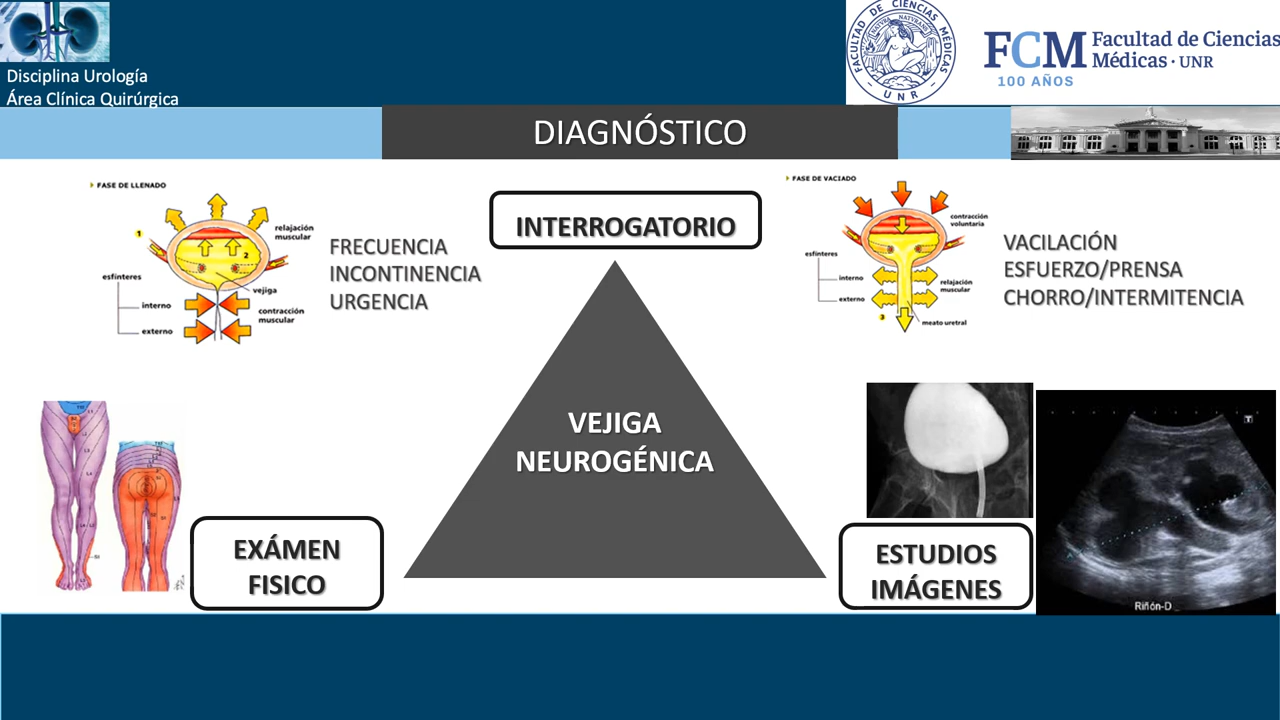 Disciplina Urología
Área Clínica Quirúrgica
FACULTAD DE CIENCIAS MÉDICAS
UNR
FCM
Facultad de Ciencias
Médicas · UNR
100 AÑOS
DIAGNÓSTICO
FASE DE LLENADO
1
relajación
muscular
2
esfínteres
vejiga
interno
contracción
muscular
externo
FRECUENCIA
INCONTINENCIA
URGENCIA
INTERROGATORIO
FASE DE VACIADO
contracción
voluntaria
esfínteres
interno
relajación
muscular
externo
3
meato uretral
VACILACIÓN
ESFUERZO/PRENSA
CHORRO/INTERMITENCIA
VEJIGA
NEUROGÉNICA
EXÁMEN
FISICO
ESTUDIOS
IMÁGENES
Riñón-D